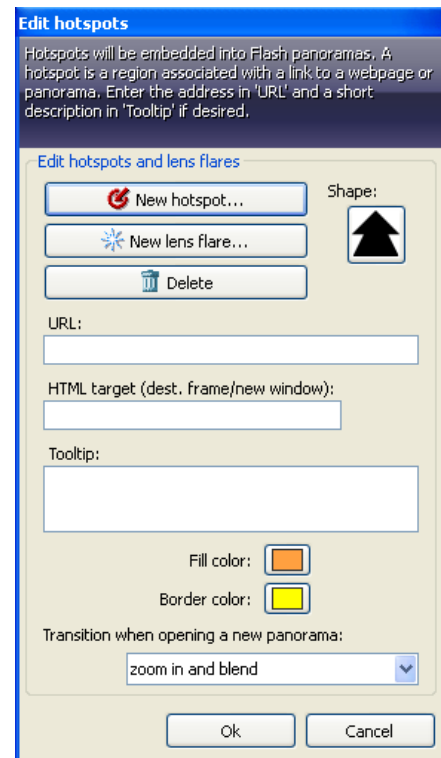 Edit hotspots
Hotspots will be embedded into Flash panoramas. A
hotspot is a region associated with a link to a webpage or
panorama. Enter the address in 'URL' and a short
description in 'Tooltip' if desired.
Edit hotspots and lens flares
New hotspot...
Shape:
New lens flare...
Delete
URL:
HTML target (dest. frame/new window):
Tooltip:
Fill color:
Border color:
Transition when opening a new panorama:
zoom in and blend
Ok
Cancel